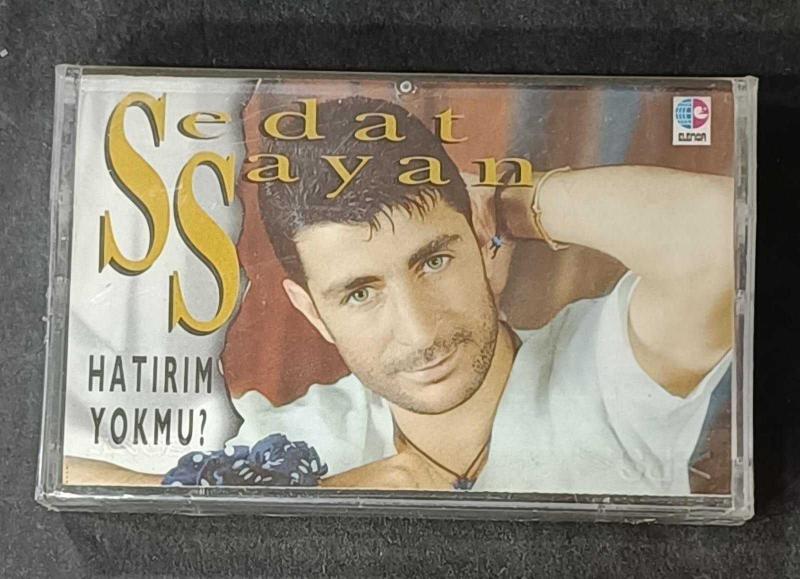 Sedat
Sayan
HATIRIM
YOKMU?
ELENOR